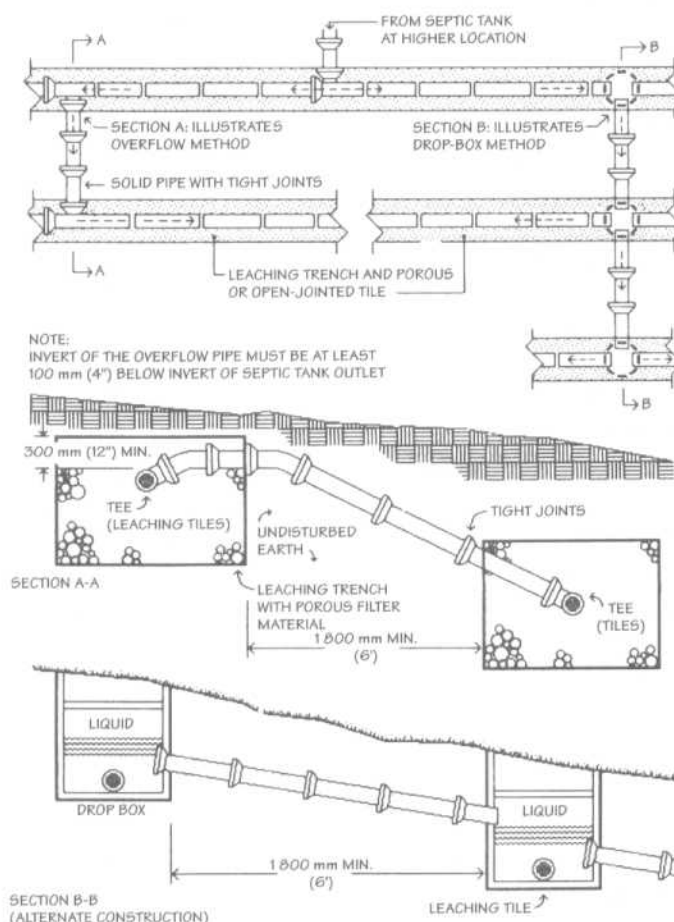 FROM SEPTIC TANK
AT HIGHER LOCATION
A
B
SECTION A: ILLUSTRATES
OVERFLOW METHOD
SECTION B: ILLUSTRATES
DROP-BOX METHOD
SOLID PIPE WITH TIGHT JOINTS
A
LEACHING TRENCH AND POROUS
OR OPEN-JOINTED TILE
NOTE:
INVERT OF THE OVERFLOW PIPE MUST BE AT LEAST
100 mm (4") BELOW INVERT OF SEPTIC TANK OUTLET
B
300 mm (12") MIN.
TEE
(LEACHING TILES)
UNDISTURBED
EARTH
TIGHT JOINTS
SECTION A-A
LEACHING TRENCH
WITH POROUS FILTER
MATERIAL
TEE
(TILES)
1 800 mm MIN.
(6')
LIQUID
DROP BOX
LIQUID
1 800 mm MIN.
(6')
SECTION B-B
(ALTERNATE CONSTRUCTION)
LEACHING TILE